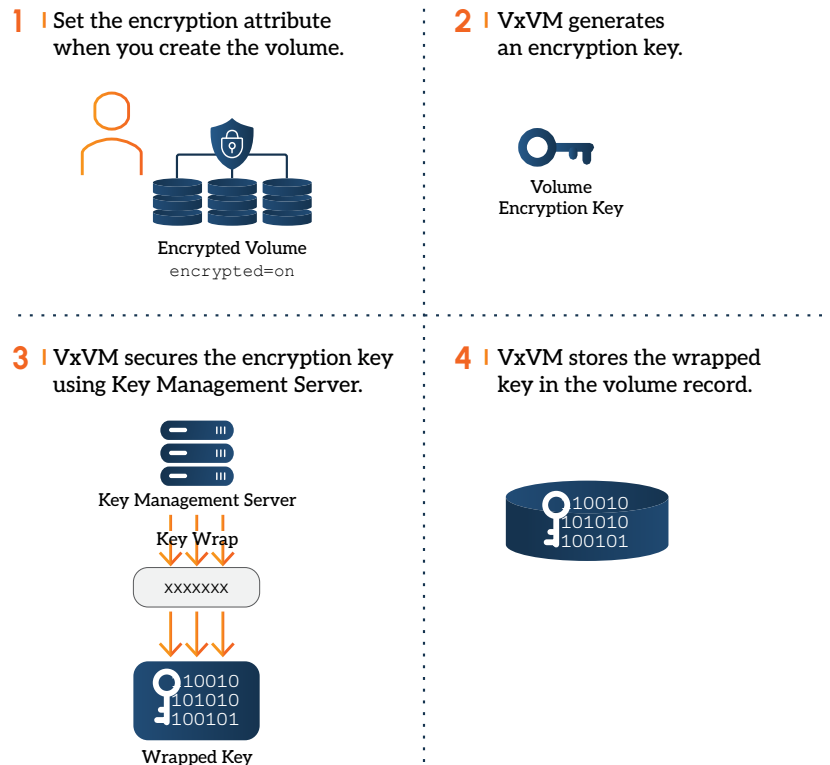 1 | Set the encryption attribute
when you create the volume.
Encrypted Volume
encrypted=on
2 | VxVM generates
an encryption key.
Volume
Encryption Key
3 | VxVM secures the encryption key
using Key Management Server.
Key Management Server
Key Wrap
xxxxxxx
10010
101010
100101
Wrapped Key
4 | VxVM stores the wrapped
key in the volume record.
10010
101010
100101